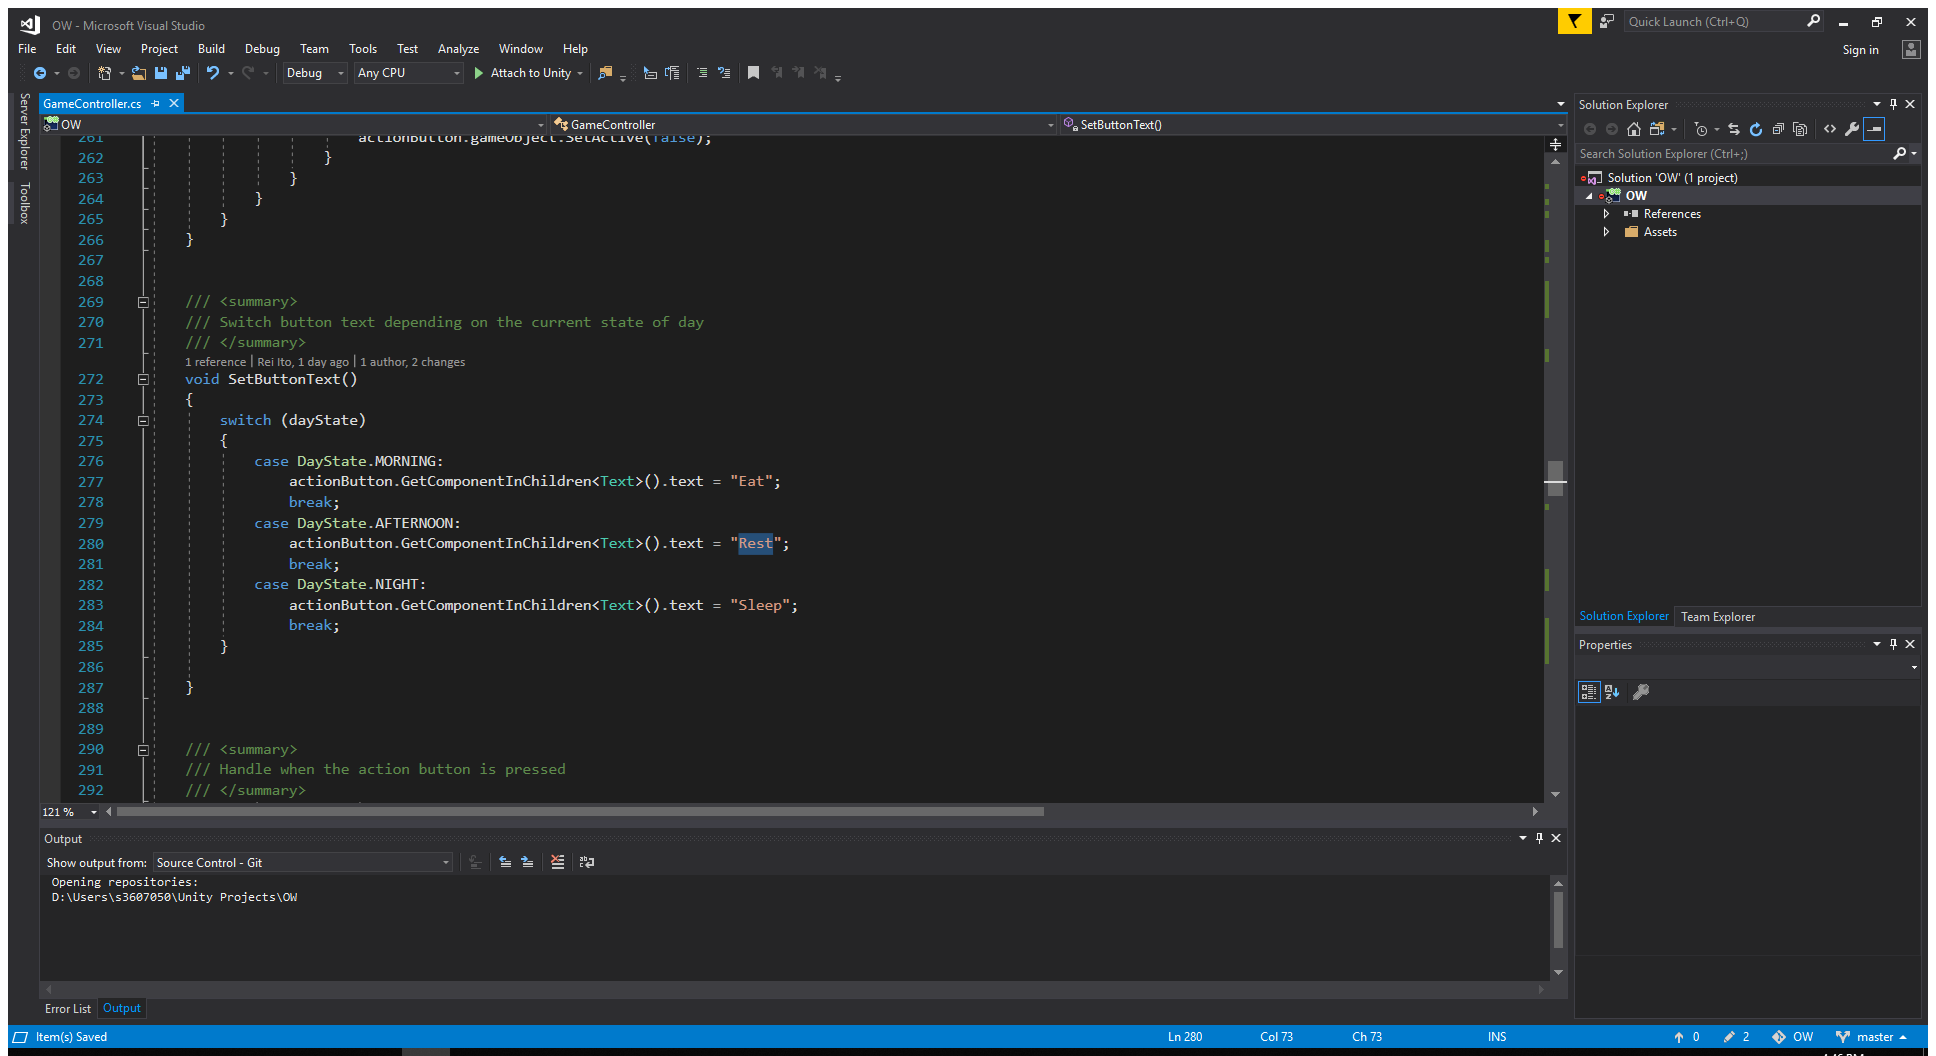 OW - Microsoft Visual Studio
Quick Launch (Ctrl+Q)
File Edit View Project Build Debug Team Tools Test Analyze Window Help
Sign in
Debug Any CPU Attach to Unity
Server Explorer
Toolbox
GameController.cs
OW GameController SetButtonText()
261 actionButton.gameObject.SetActive(false);
262 }
263 }
264 }
265 }
266 }
267
268
269 /// <summary>
270 /// Switch button text depending on the current state of day
271 /// </summary>
1 reference | Rei Ito, 1 day ago | 1 author, 2 changes
272 void SetButtonText()
273 {
274 switch (dayState)
275 {
276 case DayState.MORNING:
277 actionButton.GetComponentInChildren<Text>().text = "Eat";
278 break;
279 case DayState.AFTERNOON:
280 actionButton.GetComponentInChildren<Text>().text = "Rest";
281 break;
282 case DayState.NIGHT:
283 actionButton.GetComponentInChildren<Text>().text = "Sleep";
284 break;
285 }
286
287 }
288
289
290 /// <summary>
291 /// Handle when the action button is pressed
292 /// </summary>
121 %
Output
Show output from: Source Control - Git
Opening repositories:
D:\Users\s3607050\Unity Projects\OW
Error List Output
Solution Explorer
Search Solution Explorer (Ctrl+;)
Solution 'OW' (1 project)
OW
References
Assets
Solution Explorer Team Explorer
Properties
Item(s) Saved Ln 280 Col 73 Ch 73 INS 0 2 OW master